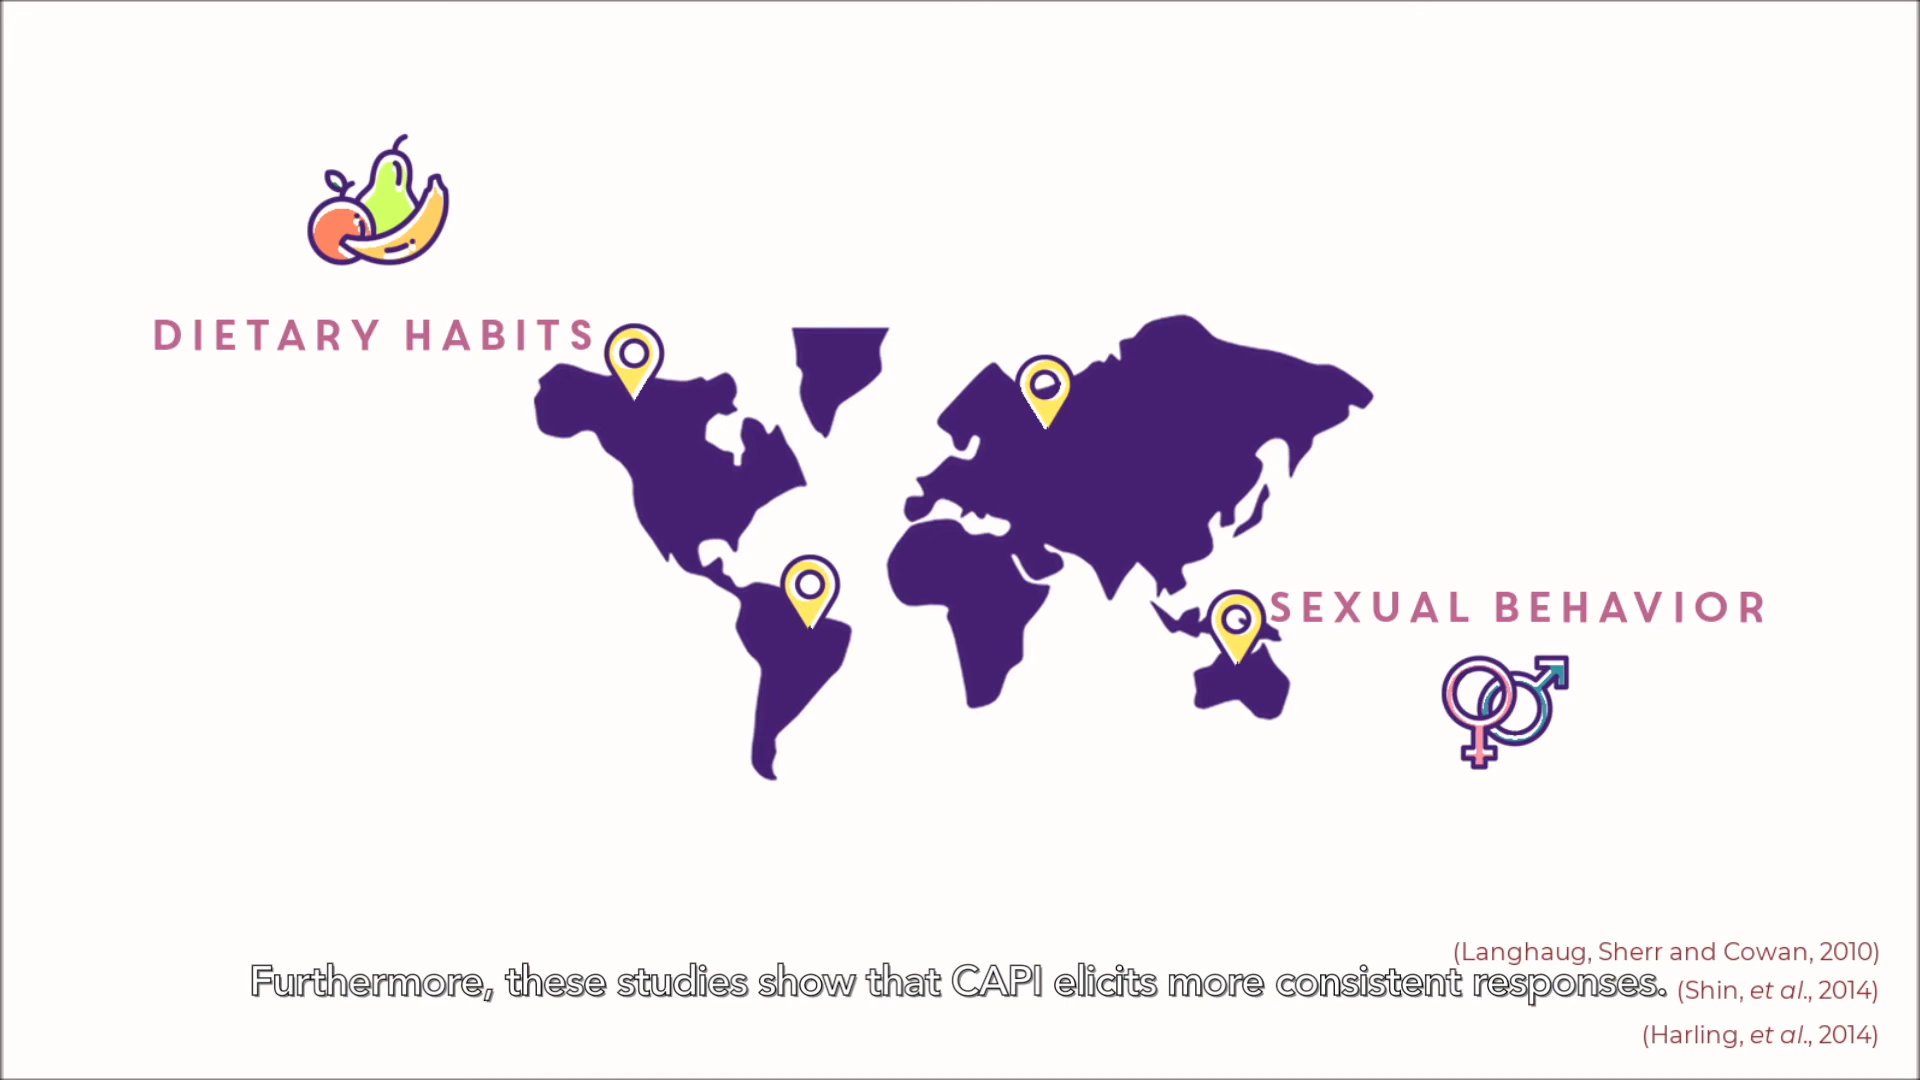 DIETARY HABITS
SEXUAL BEHAVIOR
(Langhaug, Sherr and Cowan, 2010)
Furthermore, these studies show that CAPI elicits more consistent responses.
(Shin, et al., 2014)
(Harling, et al., 2014)